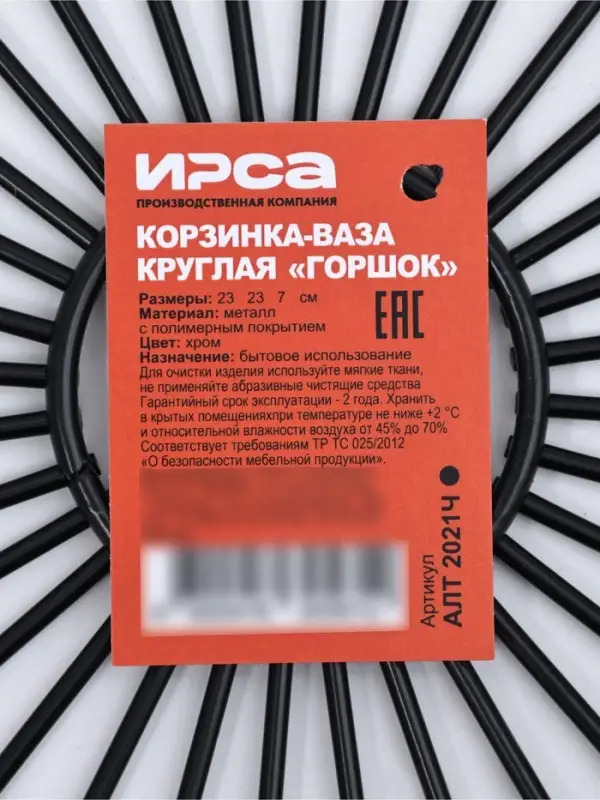 ИРСА
ПРОИЗВОДСТВЕННАЯ КОМПАНИЯ
КОРЗИНКА-ВАЗА
КРУГЛАЯ «ГОРШОК»
Размеры: 23 23 7 см
Материал: металл
с полимерным покрытием
Цвет: хром
Назначение: бытовое использование
Для очистки изделия используйте мягкие ткани,
не применяйте абразивные чистящие средства
Гарантийный срок эксплуатации - 2 года. Хранить
в крытых помещенияхпри температуре не ниже +2 °С
и относительной влажности воздуха от 45% до 70%
Соответствует требованиям ТР ТС 025/2012
«О безопасности мебельной продукции».
ЕАС
Артикул
АЛТ 2021Ч